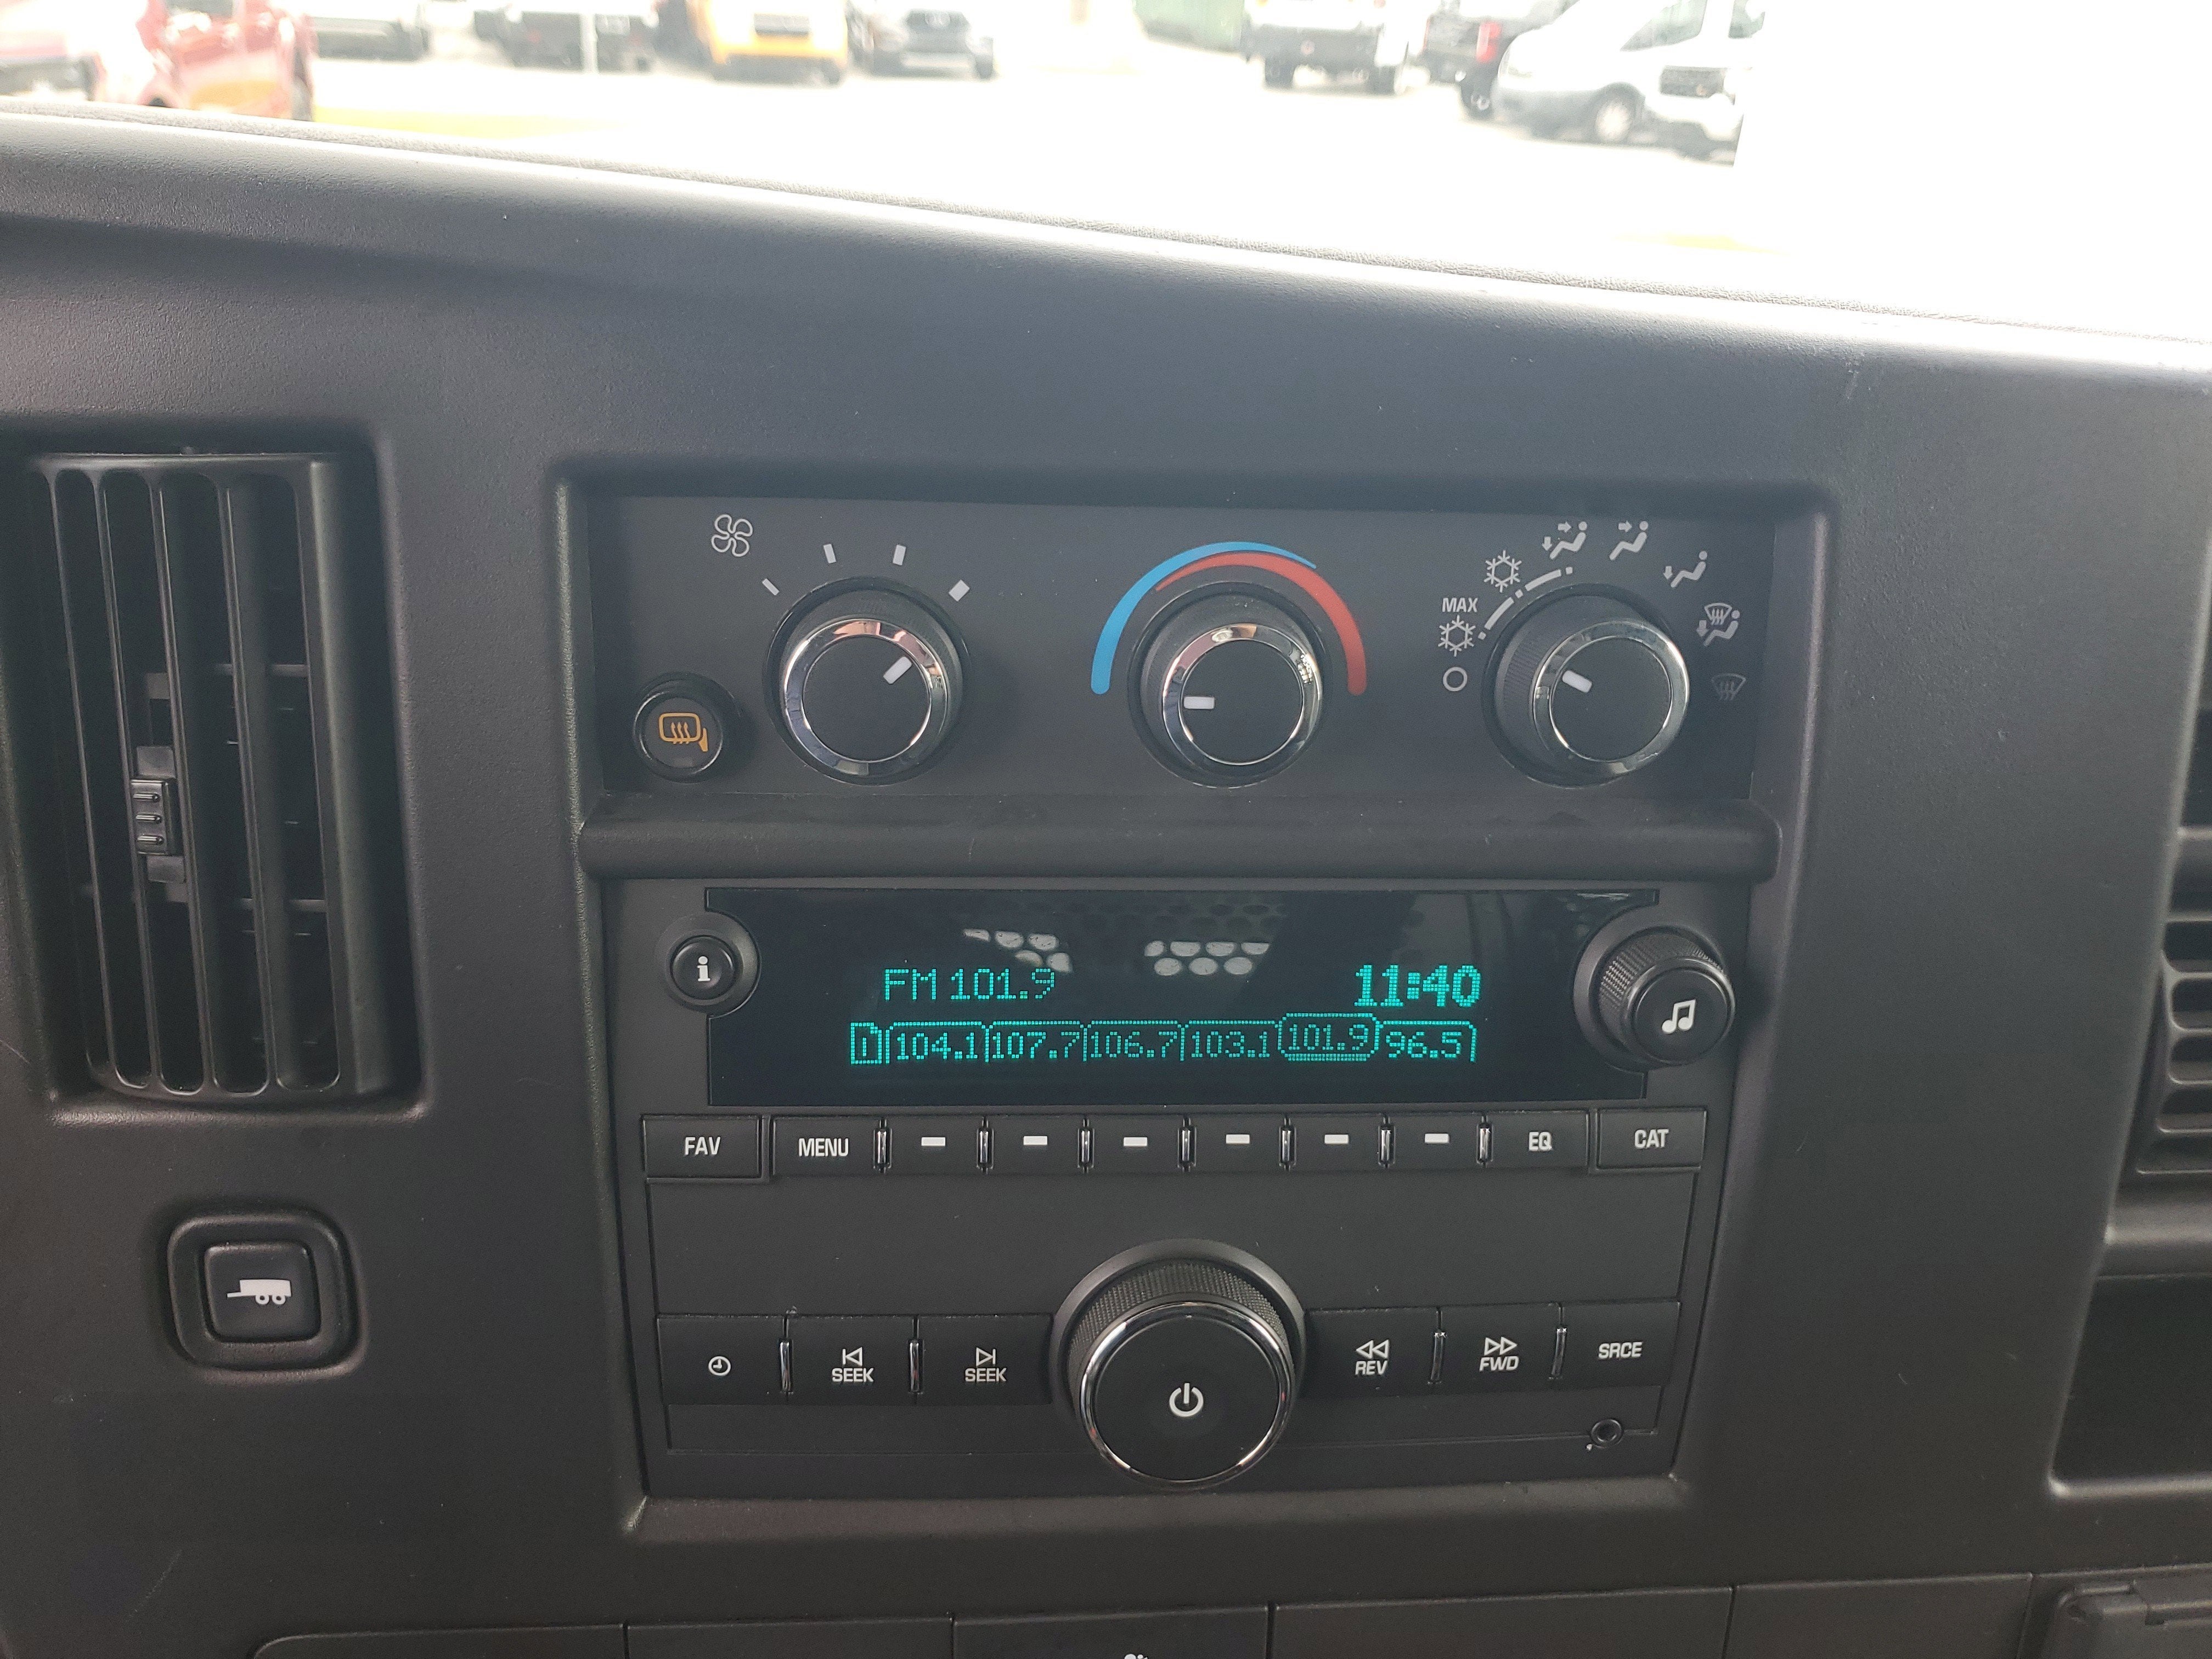 MAX
FM 101.9 11:40
1 104.1 107.7 106.7 103.1 101.9 96.5
FAV MENU EQ CAT
SEEK SEEK REV FWD SRCE